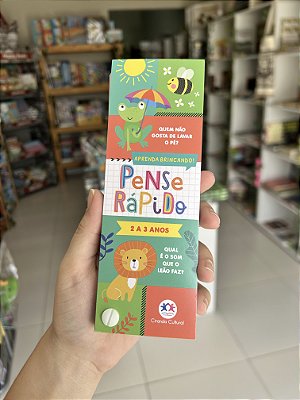 QUEM NÃO
GOSTA DE LAVAR
O PÉ?
APRENDA BRINCANDO!
PENSE
RÁPIDO
2 A 3 ANOS
QUAL
É O SOM
QUE O
LEÃO FAZ?
Ciranda Cultural